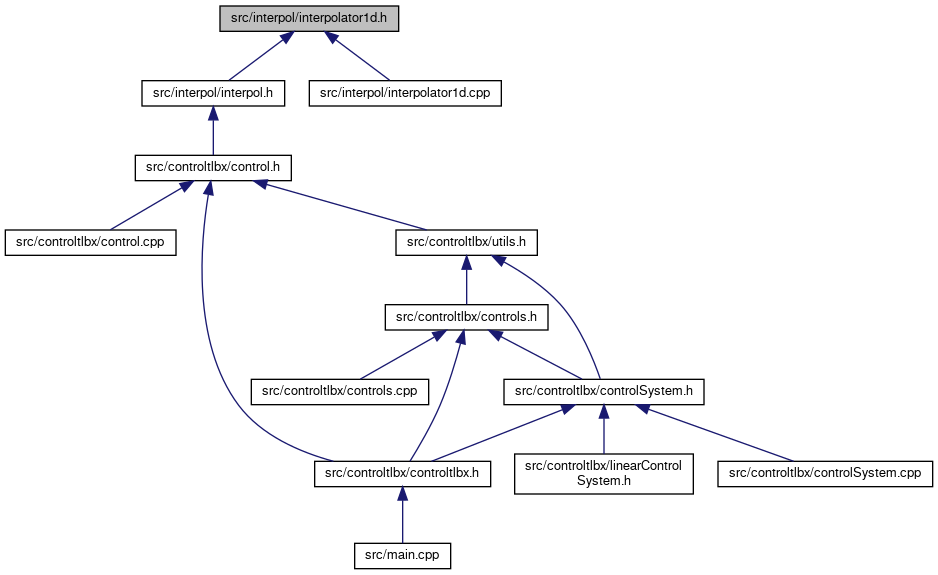 src/interpol/interpolator1d.h
src/interpol/interpol.h
src/interpol/interpolator1d.cpp
src/controltlbx/control.h
src/controltlbx/control.cpp
src/controltlbx/utils.h
src/controltlbx/controls.h
src/controltlbx/controls.cpp
src/controltlbx/controlSystem.h
src/controltlbx/controltlbx.h
src/controltlbx/linearControl
System.h
src/controltlbx/controlSystem.cpp
src/main.cpp